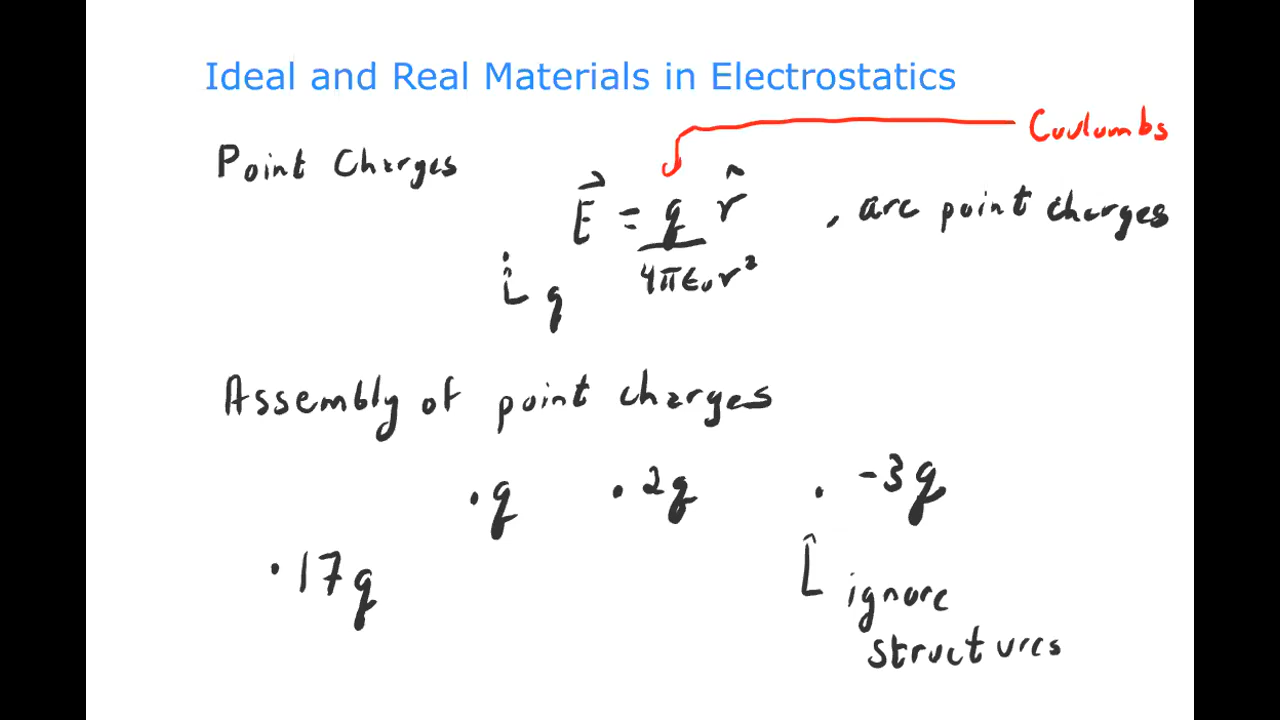 Ideal and Real Materials in Electrostatics
Coulombs
Point Charges
E⃗ = q r̂ , are point charges
4πε₀r²
q
Assembly of point charges
.q .2q . -3q
.17q
ignore
structures